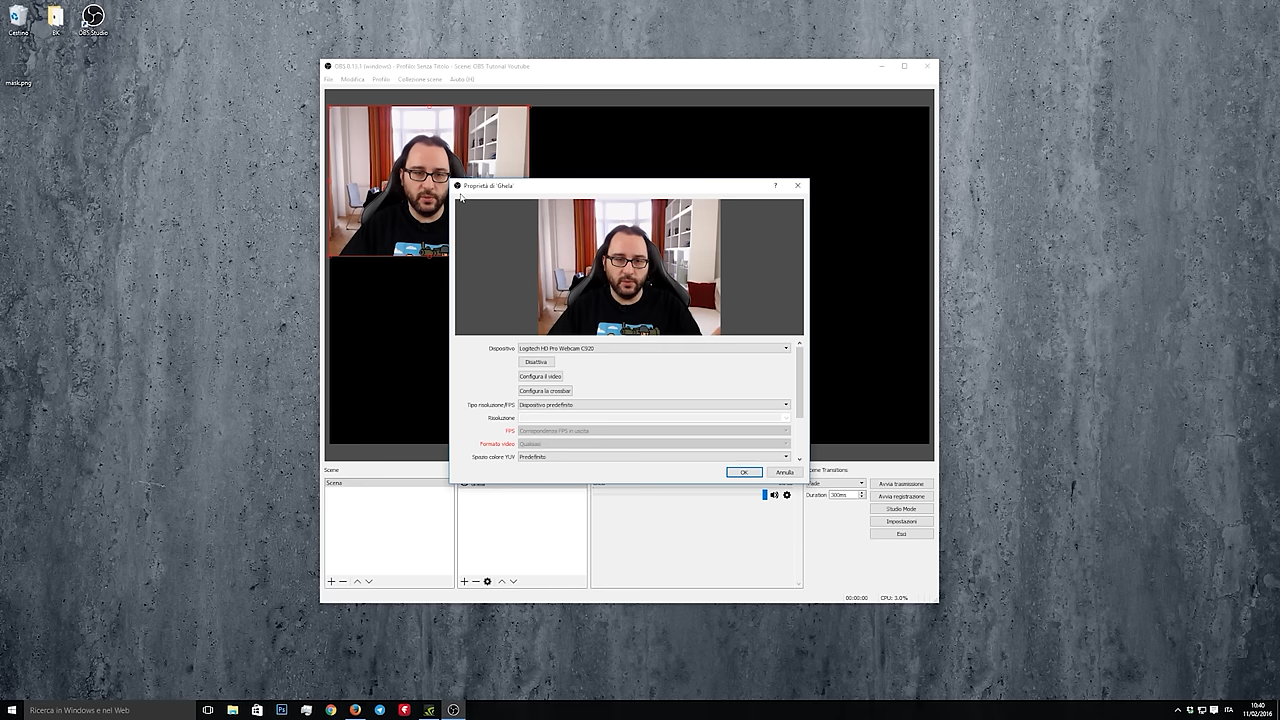 Cestino
BK
OBS Studio
mask.png
OBS 0.13.1 (windows) - Profilo: Senza Titolo - Scene: OBS Tutorial Youtube
File Modifica Profilo Collezione scene Aiuto (H)
Proprietà di 'Ghela'
?
Dispositivo Logitech HD Pro Webcam C920
Disattiva
Configura il video
Configura la crossbar
Tipo risoluzione/FPS Dispositivo predefinito
Risoluzione
FPS Corrispondenza FPS in uscita
Formato video Qualsiasi
Spazio colore YUV Predefinito
OK Annulla
Scene
Scena
Scene Transitions
Fade
Duration 300ms
Avvia trasmissione
Avvia registrazione
Studio Mode
Impostazioni
Esci
00:00:00 CPU: 3.0%
Ricerca in Windows e nel Web
ITA
10:40
11/02/2016